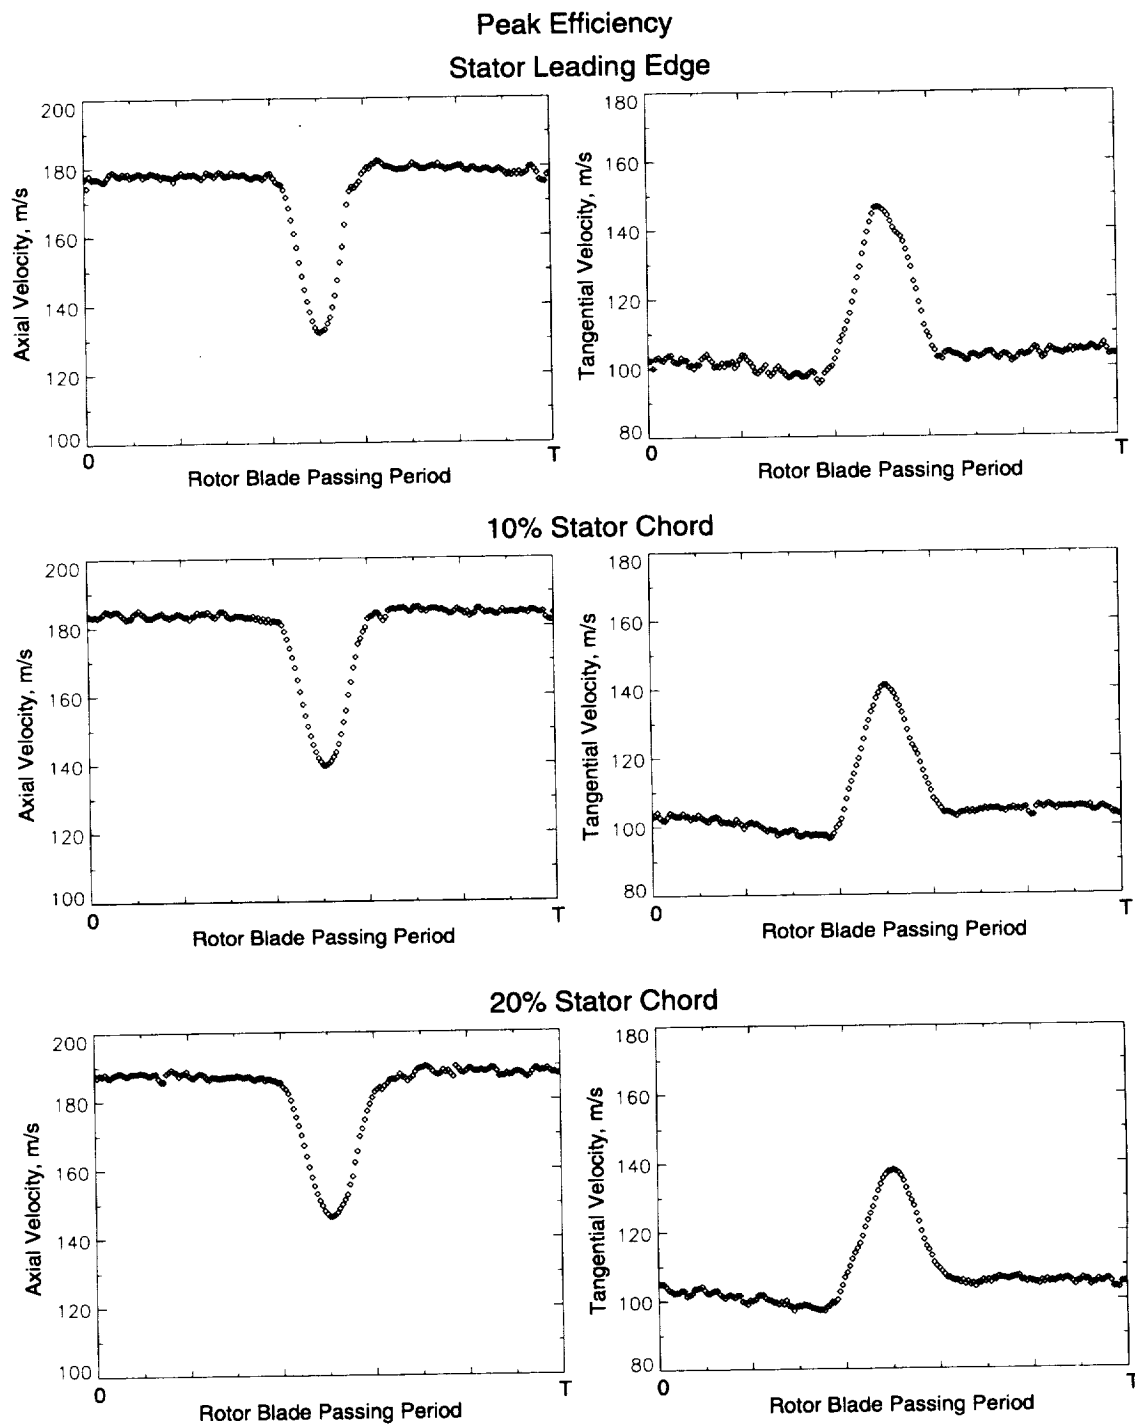 Peak Efficiency
Stator Leading Edge
Axial Velocity, m/s
200
180
160
140
120
100
0
T
Rotor Blade Passing Period
Tangential Velocity, m/s
180
160
140
120
100
80
0
T
Rotor Blade Passing Period
10% Stator Chord
Axial Velocity, m/s
200
180
160
140
120
100
0
T
Rotor Blade Passing Period
Tangential Velocity, m/s
180
160
140
120
100
80
0
T
Rotor Blade Passing Period
20% Stator Chord
Axial Velocity, m/s
200
180
160
140
120
100
0
T
Rotor Blade Passing Period
Tangential Velocity, m/s
180
160
140
120
100
80
0
T
Rotor Blade Passing Period